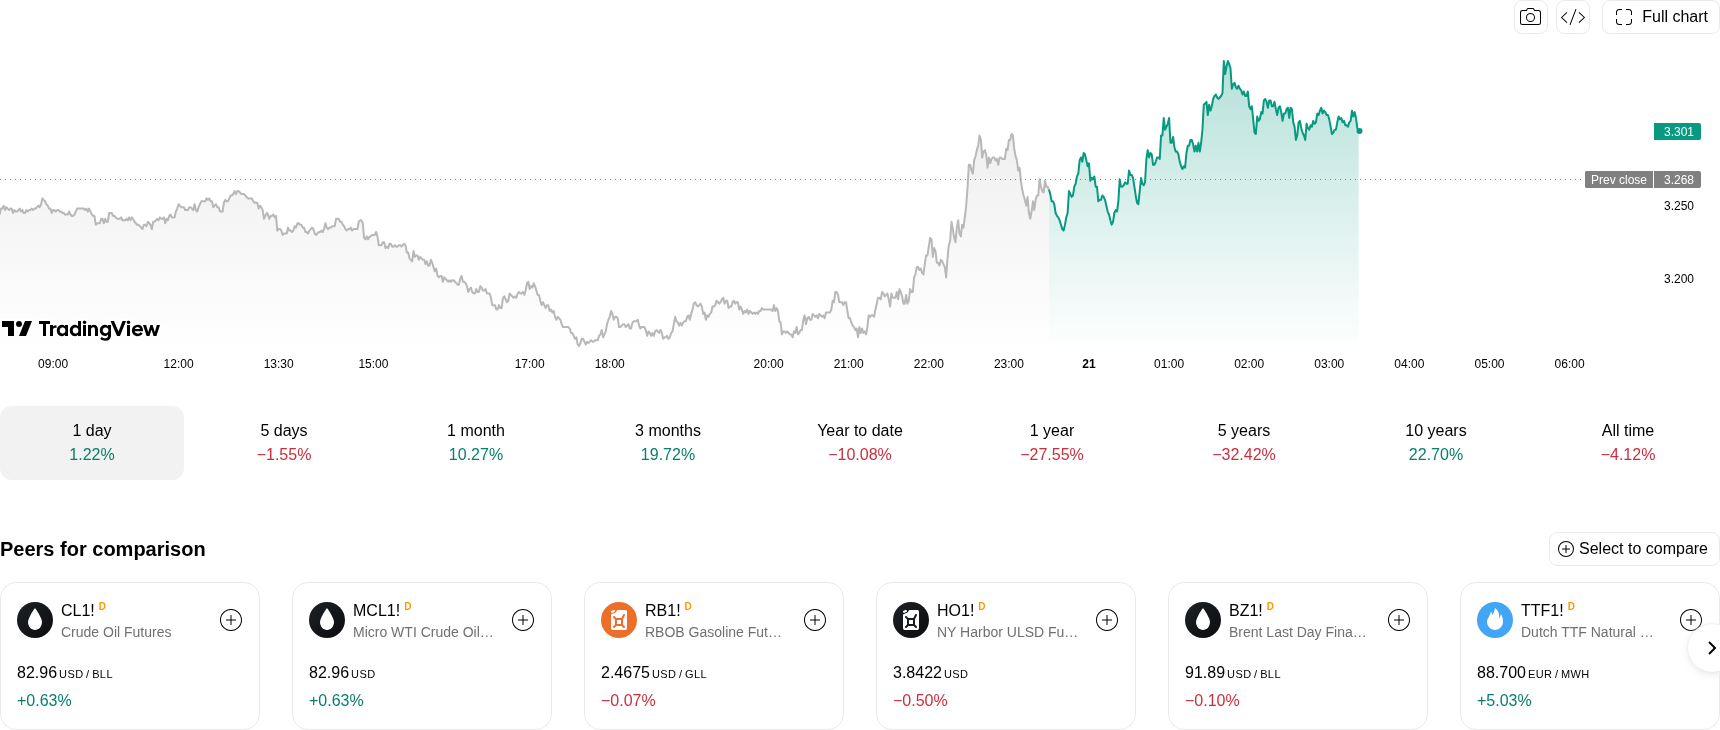 Full chart
3.301
Prev close 3.268
3.250
3.200
TradingView
09:00 12:00 13:30 15:00 17:00 18:00 20:00 21:00 22:00 23:00 21 01:00 02:00 03:00 04:00 05:00 06:00
1 day 5 days 1 month 3 months Year to date 1 year 5 years 10 years All time
1.22% −1.55% 10.27% 19.72% −10.08% −27.55% −32.42% 22.70% −4.12%
Peers for comparison
Select to compare
CL1! D
Crude Oil Futures
82.96 USD / BLL
+0.63%
MCL1! D
Micro WTI Crude Oil…
82.96 USD
+0.63%
RB1! D
RBOB Gasoline Fut…
2.4675 USD / GLL
−0.07%
HO1! D
NY Harbor ULSD Fu…
3.8422 USD
−0.50%
BZ1! D
Brent Last Day Fina…
91.89 USD / BLL
−0.10%
TTF1! D
Dutch TTF Natural …
88.700 EUR / MWH
+5.03%